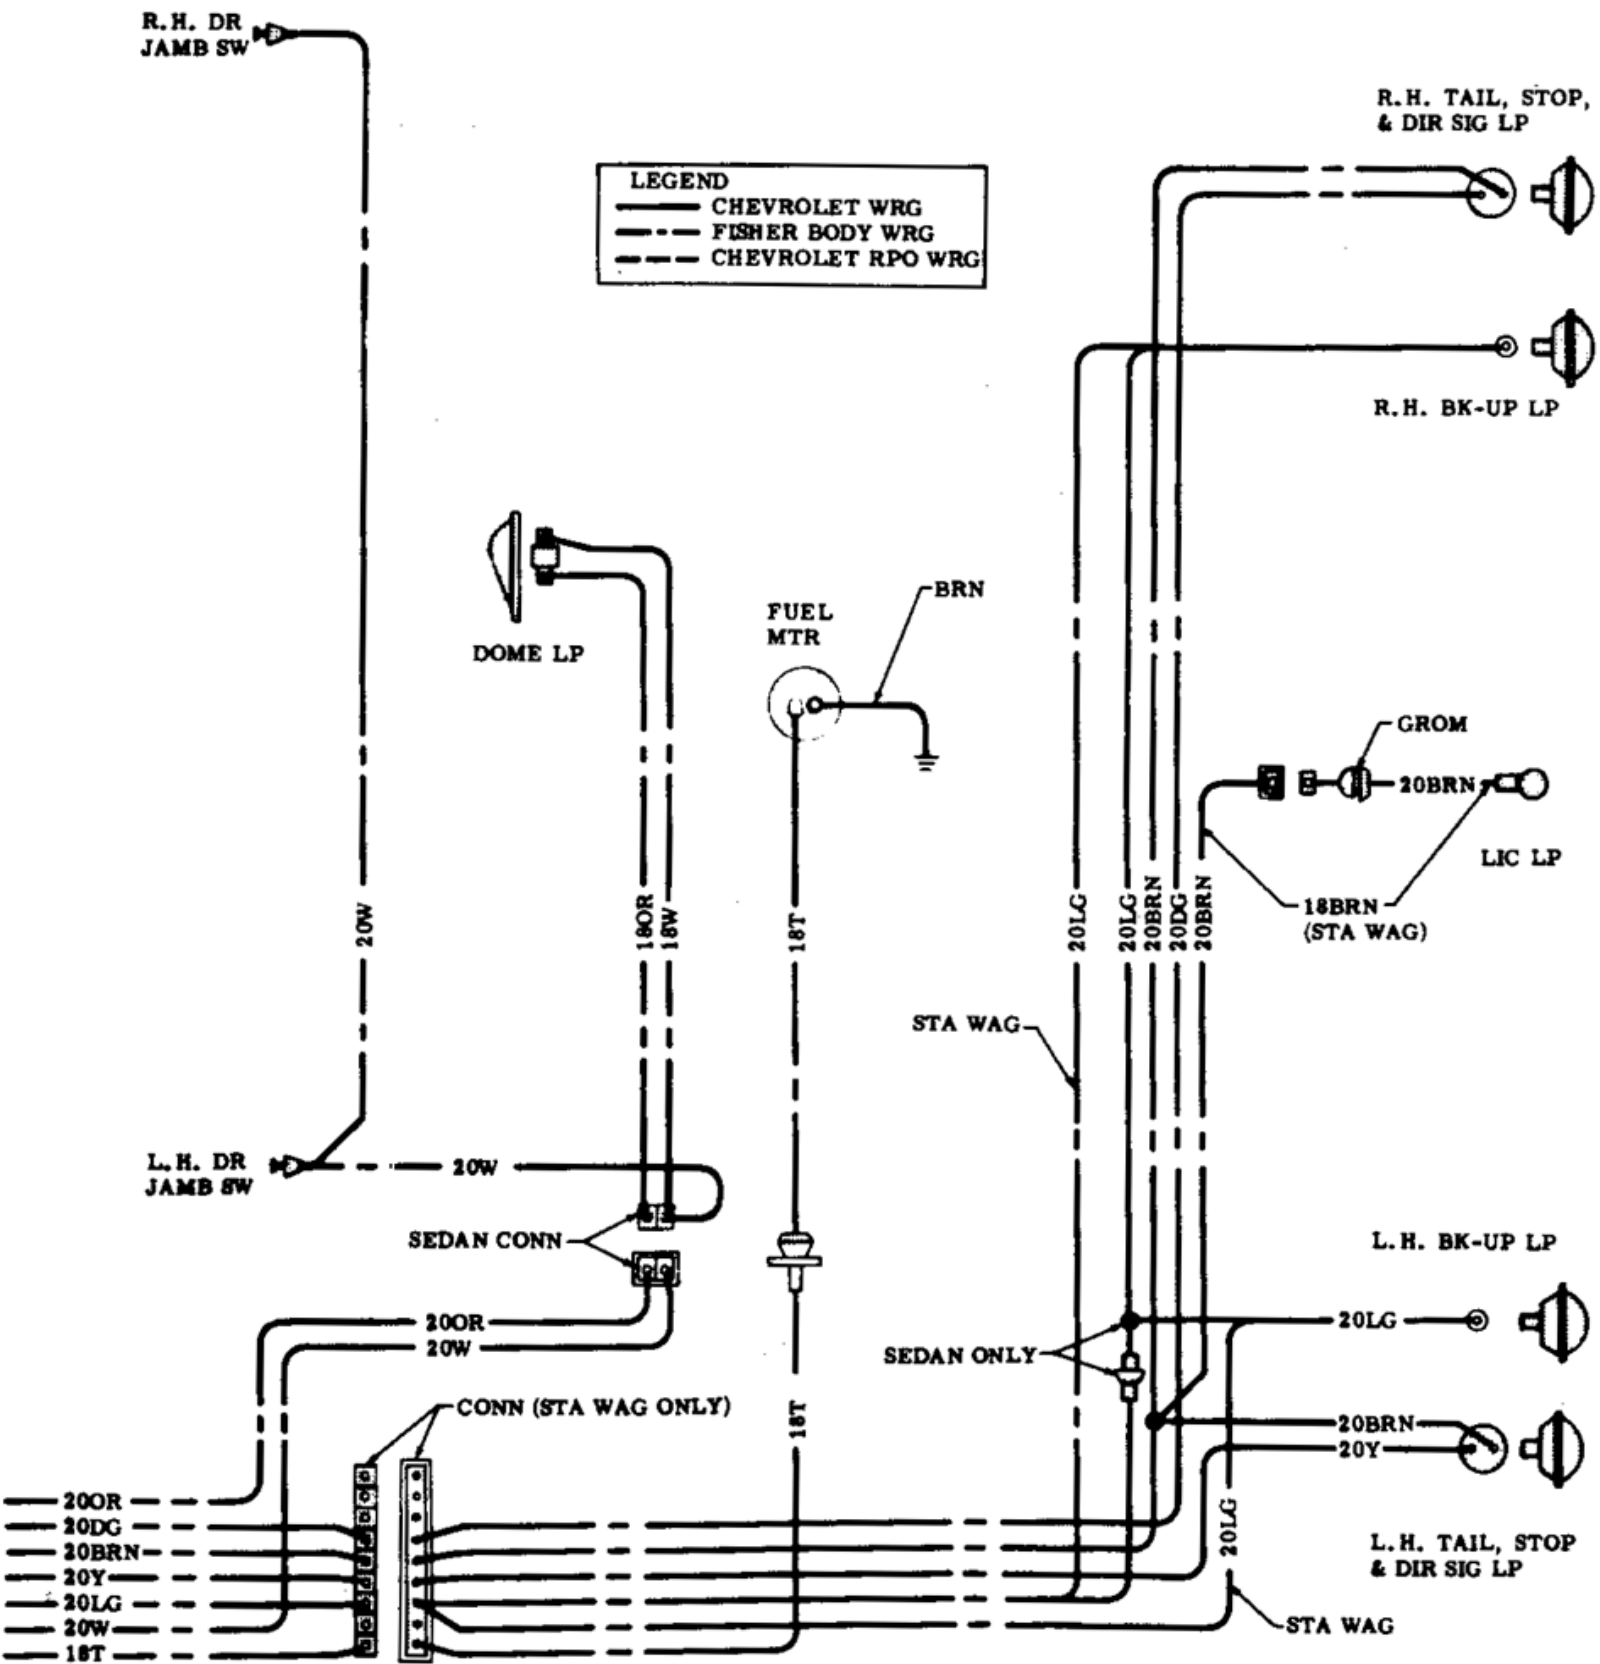 R.H. DR
JAMB SW
R.H. TAIL, STOP,
& DIR SIG LP
LEGEND
CHEVROLET WRG
FISHER BODY WRG
CHEVROLET RPO WRG
R.H. BK-UP LP
DOME LP
FUEL
MTR
BRN
GROM
20BRN
LIC LP
18BRN
(STA WAG)
20W
18OR
18W
18T
20LG
20LG
20BRN
20DG
20BRN
STA WAG
L.H. DR
JAMB SW
20W
SEDAN CONN
L.H. BK-UP LP
20OR
20W
20LG
SEDAN ONLY
CONN (STA WAG ONLY)
18T
20BRN
20Y
20LG
20OR
20DG
20BRN
20Y
20LG
20W
18T
L.H. TAIL, STOP
& DIR SIG LP
STA WAG